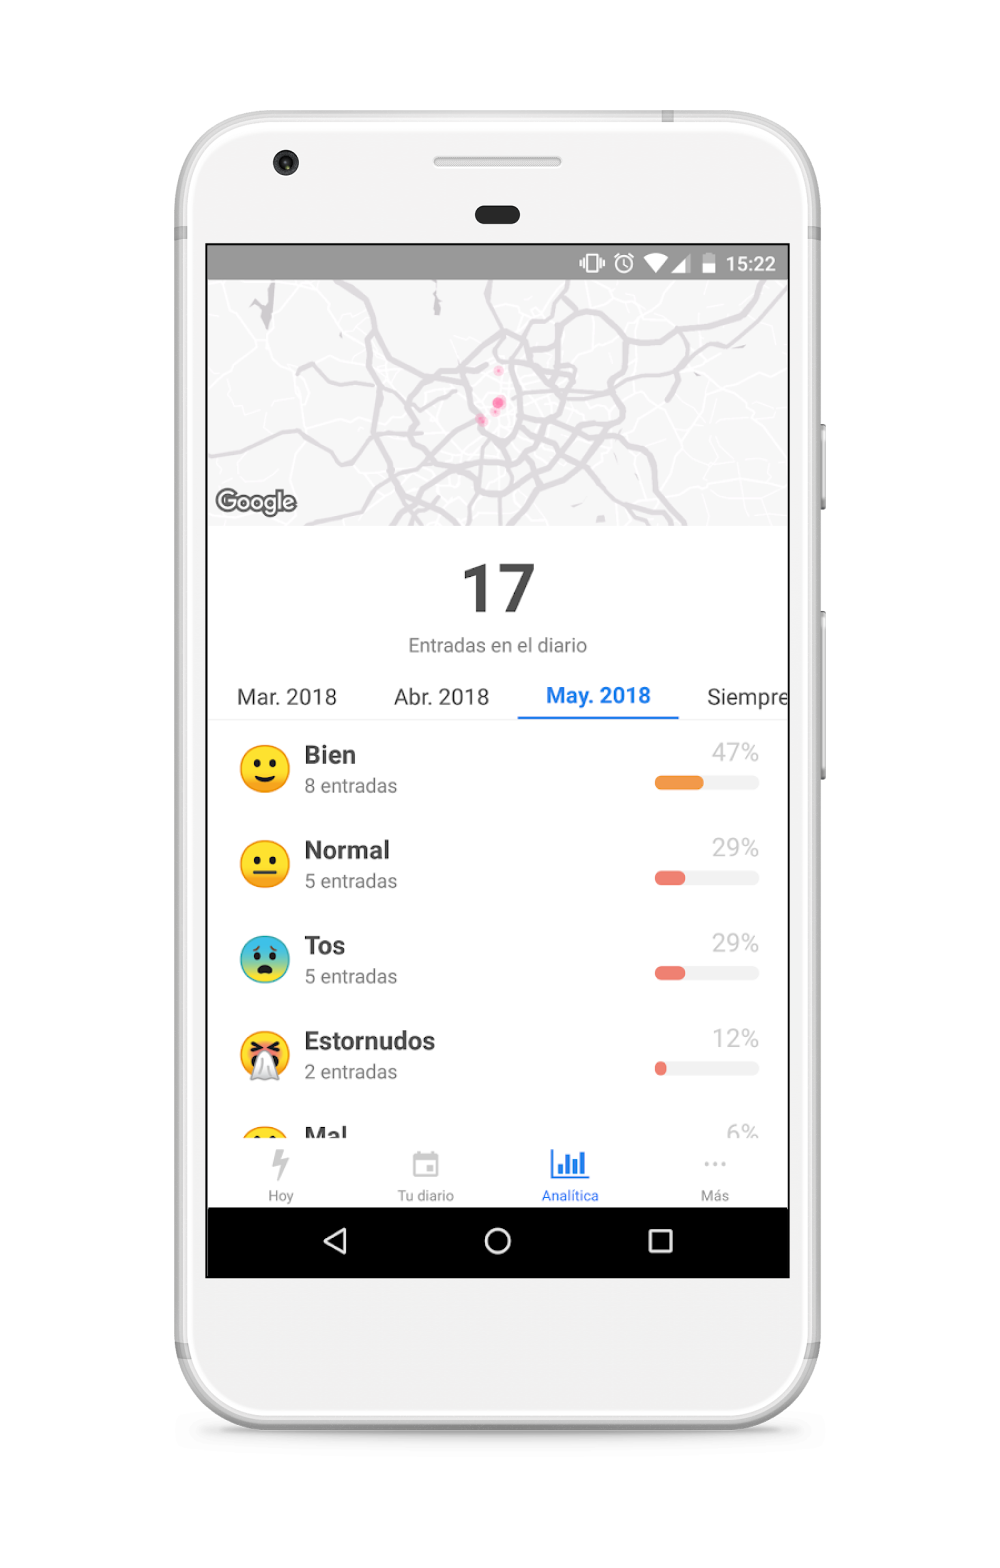 15:22
Google
17
Entradas en el diario
Mar. 2018 Abr. 2018 May. 2018 Siempre
Bien 47%
8 entradas
Normal 29%
5 entradas
Tos 29%
5 entradas
Estornudos 12%
2 entradas
Mal 6%
Hoy Tu diario Analítica Más